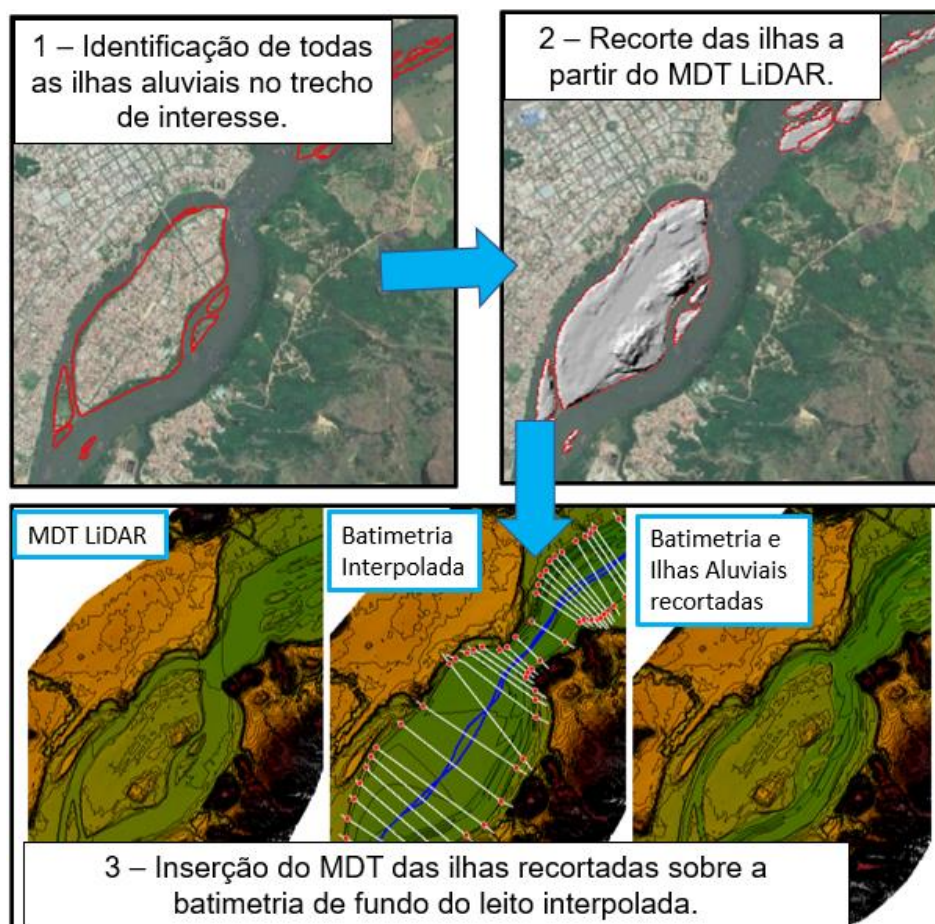 1 – Identificação de todas
as ilhas aluviais no trecho
de interesse.
2 – Recorte das ilhas a
partir do MDT LiDAR.
MDT LiDAR
Batimetria
Interpolada
Batimetria e
Ilhas Aluviais
recortadas
3 – Inserção do MDT das ilhas recortadas sobre a
batimetria de fundo do leito interpolada.